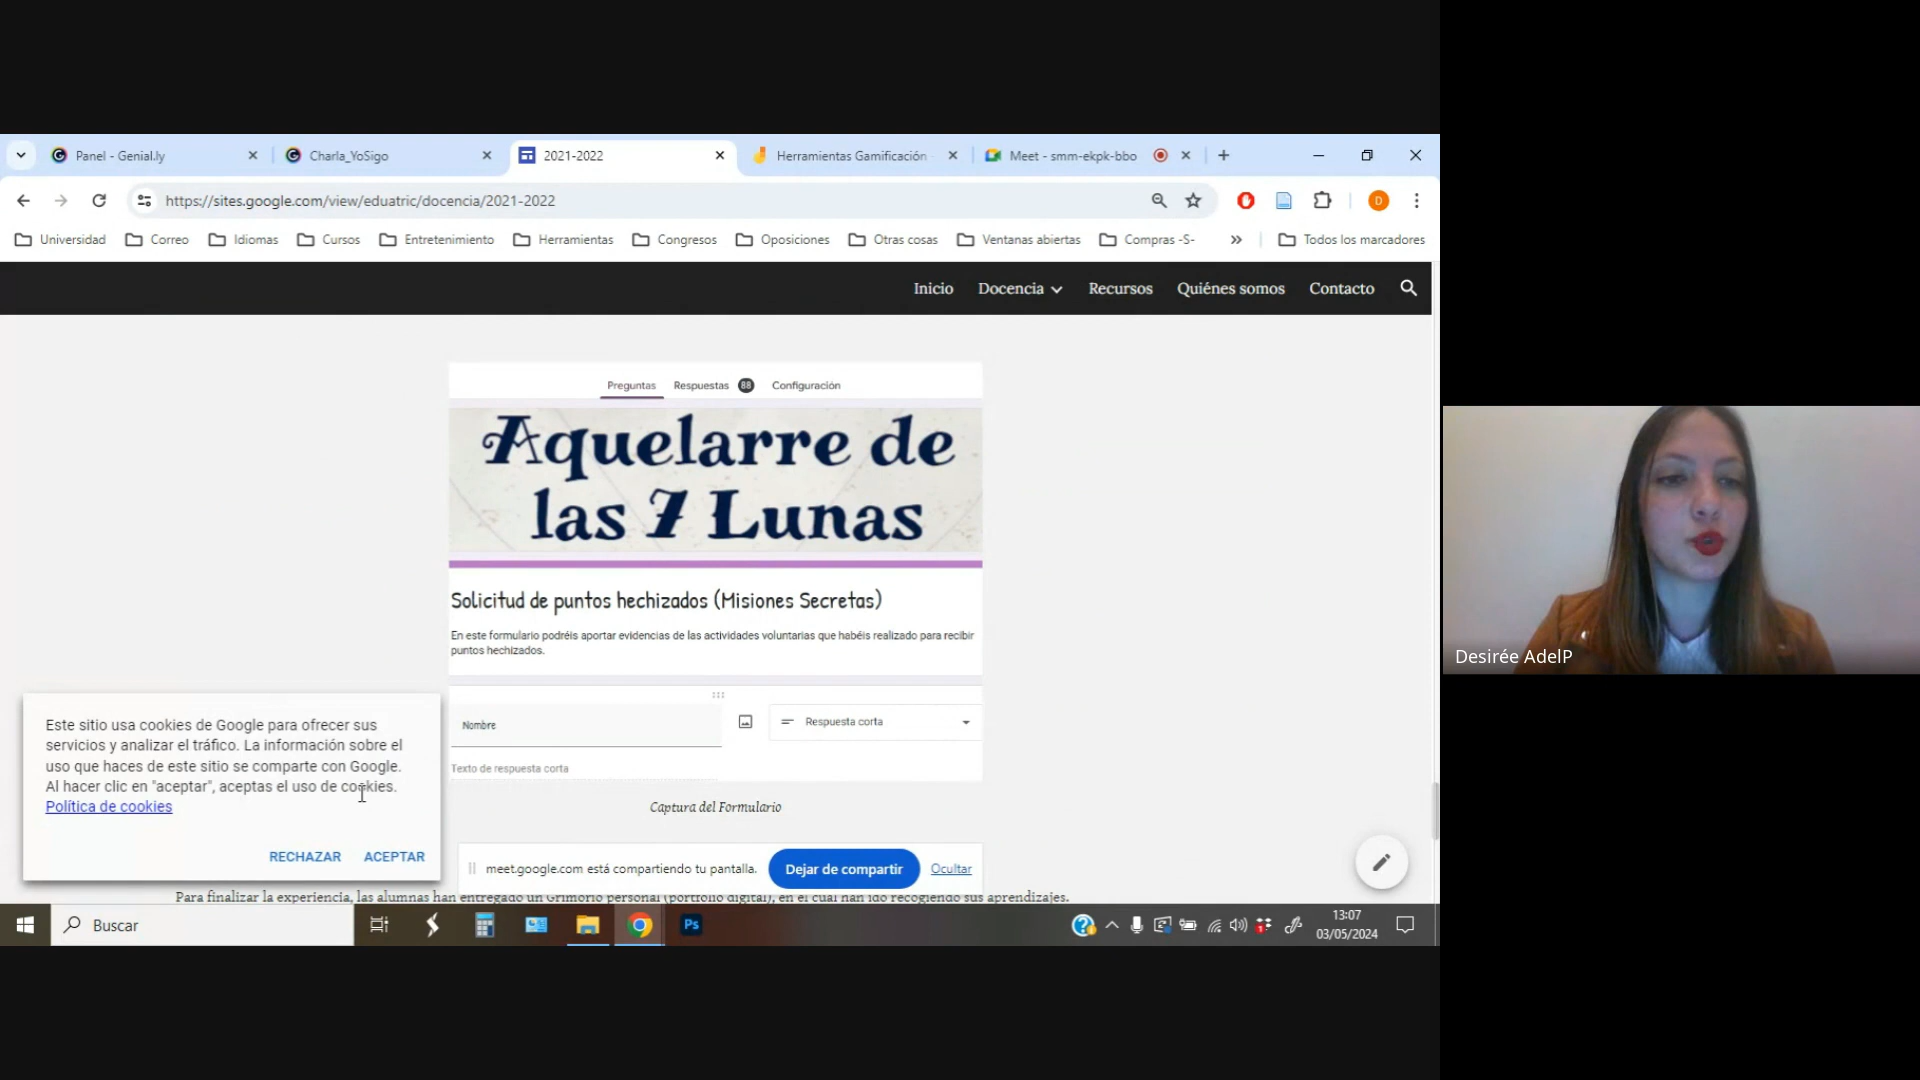 Panel - Genial.ly
Charla_YoSigo
2021-2022
Herramientas Gamificación
Meet - smm-ekpk-bbo
https://sites.google.com/view/eduatric/docencia/2021-2022
D
Universidad
Correo
Idiomas
Cursos
Entretenimiento
Herramientas
Congresos
Oposiciones
Otras cosas
Ventanas abiertas
Compras -S-
Todos los marcadores
Inicio
Docencia
Recursos
Quiénes somos
Contacto
Preguntas
Respuestas 88
Configuración
Aquelarre de
las 7 Lunas
Solicitud de puntos hechizados (Misiones Secretas)
En este formulario podréis aportar evidencias de las actividades voluntarias que habéis realizado para recibir
puntos hechizados.
Nombre
Respuesta corta
Texto de respuesta corta
Captura del Formulario
Este sitio usa cookies de Google para ofrecer sus
servicios y analizar el tráfico. La información sobre el
uso que haces de este sitio se comparte con Google.
Al hacer clic en "aceptar", aceptas el uso de cookies.
Política de cookies
RECHAZAR
ACEPTAR
meet.google.com está compartiendo tu pantalla.
Dejar de compartir
Ocultar
Para finalizar la experiencia, las alumnas han entregado un Grimorio personal (portfolio digital), en el cual han ido recogiendo sus aprendizajes.
Buscar
Ps
13:07
03/05/2024
Desirée AdelP